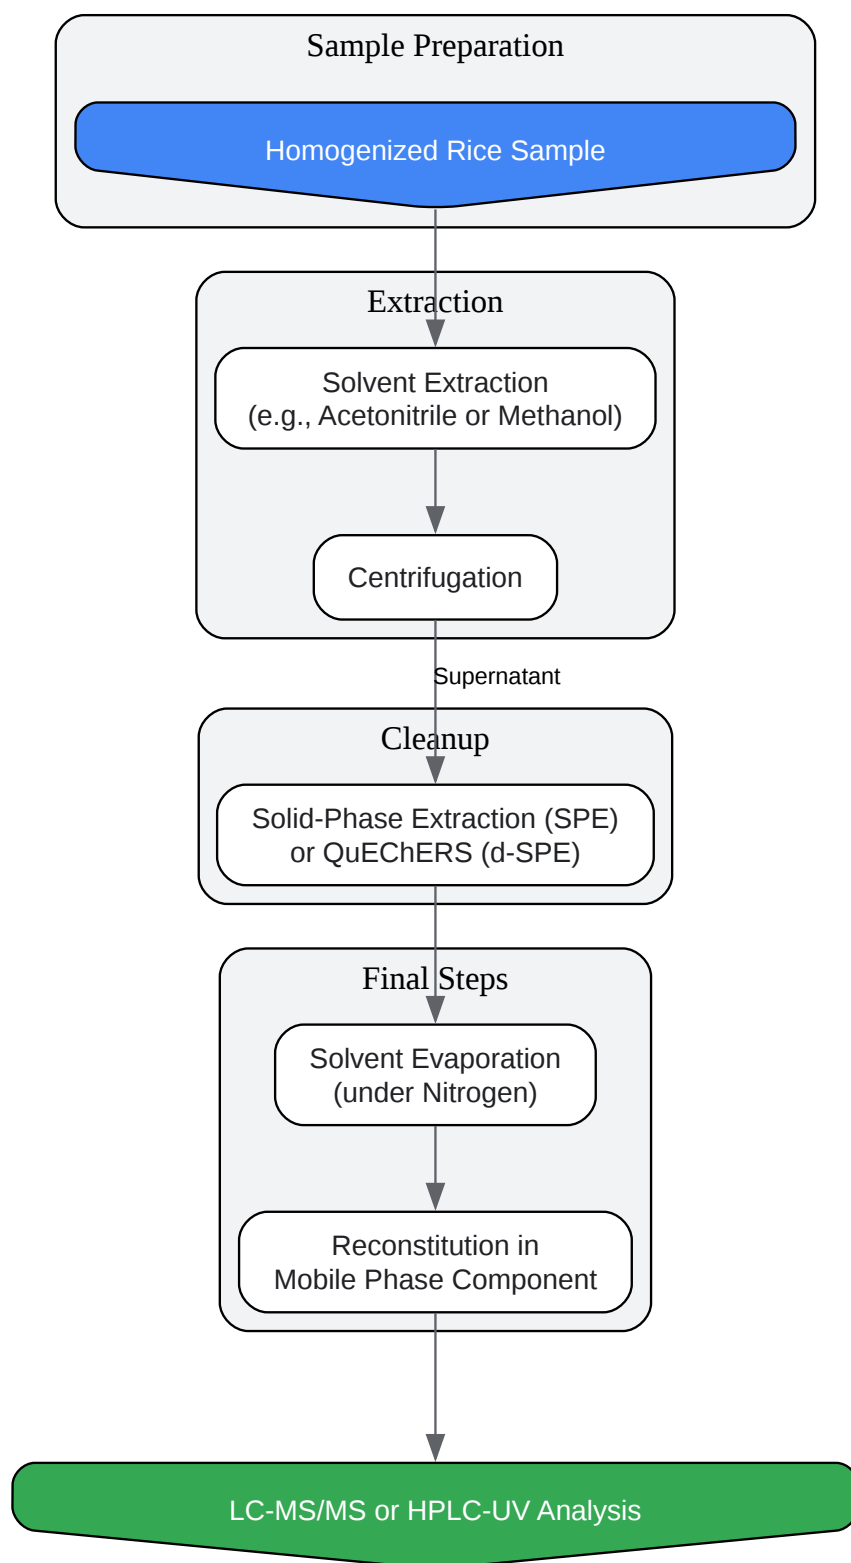 Sample Preparation
Homogenized Rice Sample
Extraction
Solvent Extraction
(e.g., Acetonitrile or Methanol)
Centrifugation
Supernatant
Cleanup
Solid-Phase Extraction (SPE)
or QuEChERS (d-SPE)
Final Steps
Solvent Evaporation
(under Nitrogen)
Reconstitution in
Mobile Phase Component
LC-MS/MS or HPLC-UV Analysis